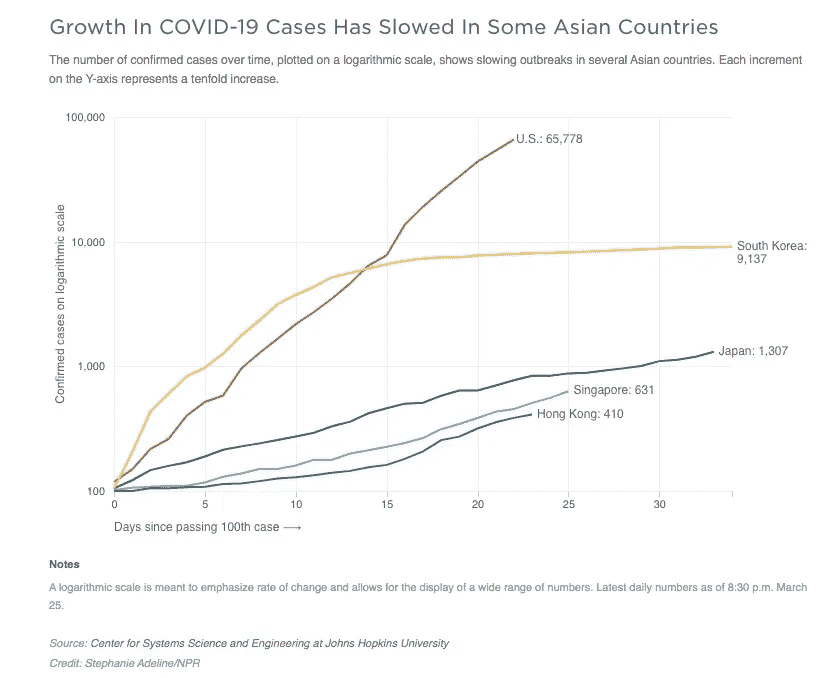 Growth In COVID-19 Cases Has Slowed In Some Asian Countries
The number of confirmed cases over time, plotted on a logarithmic scale, shows slowing outbreaks in several Asian countries. Each increment
on the Y-axis represents a tenfold increase.
100,000
U.S.: 65,778
Confirmed cases on logarithmic scale
10,000
South Korea:
9,137
1,000
Japan: 1,307
Singapore: 631
Hong Kong: 410
100
0 5 10 15 20 25 30
Days since passing 100th case ⟶
Notes
A logarithmic scale is meant to emphasize rate of change and allows for the display of a wide range of numbers. Latest daily numbers as of 8:30 p.m. March
25.
Source: Center for Systems Science and Engineering at Johns Hopkins University
Credit: Stephanie Adeline/NPR